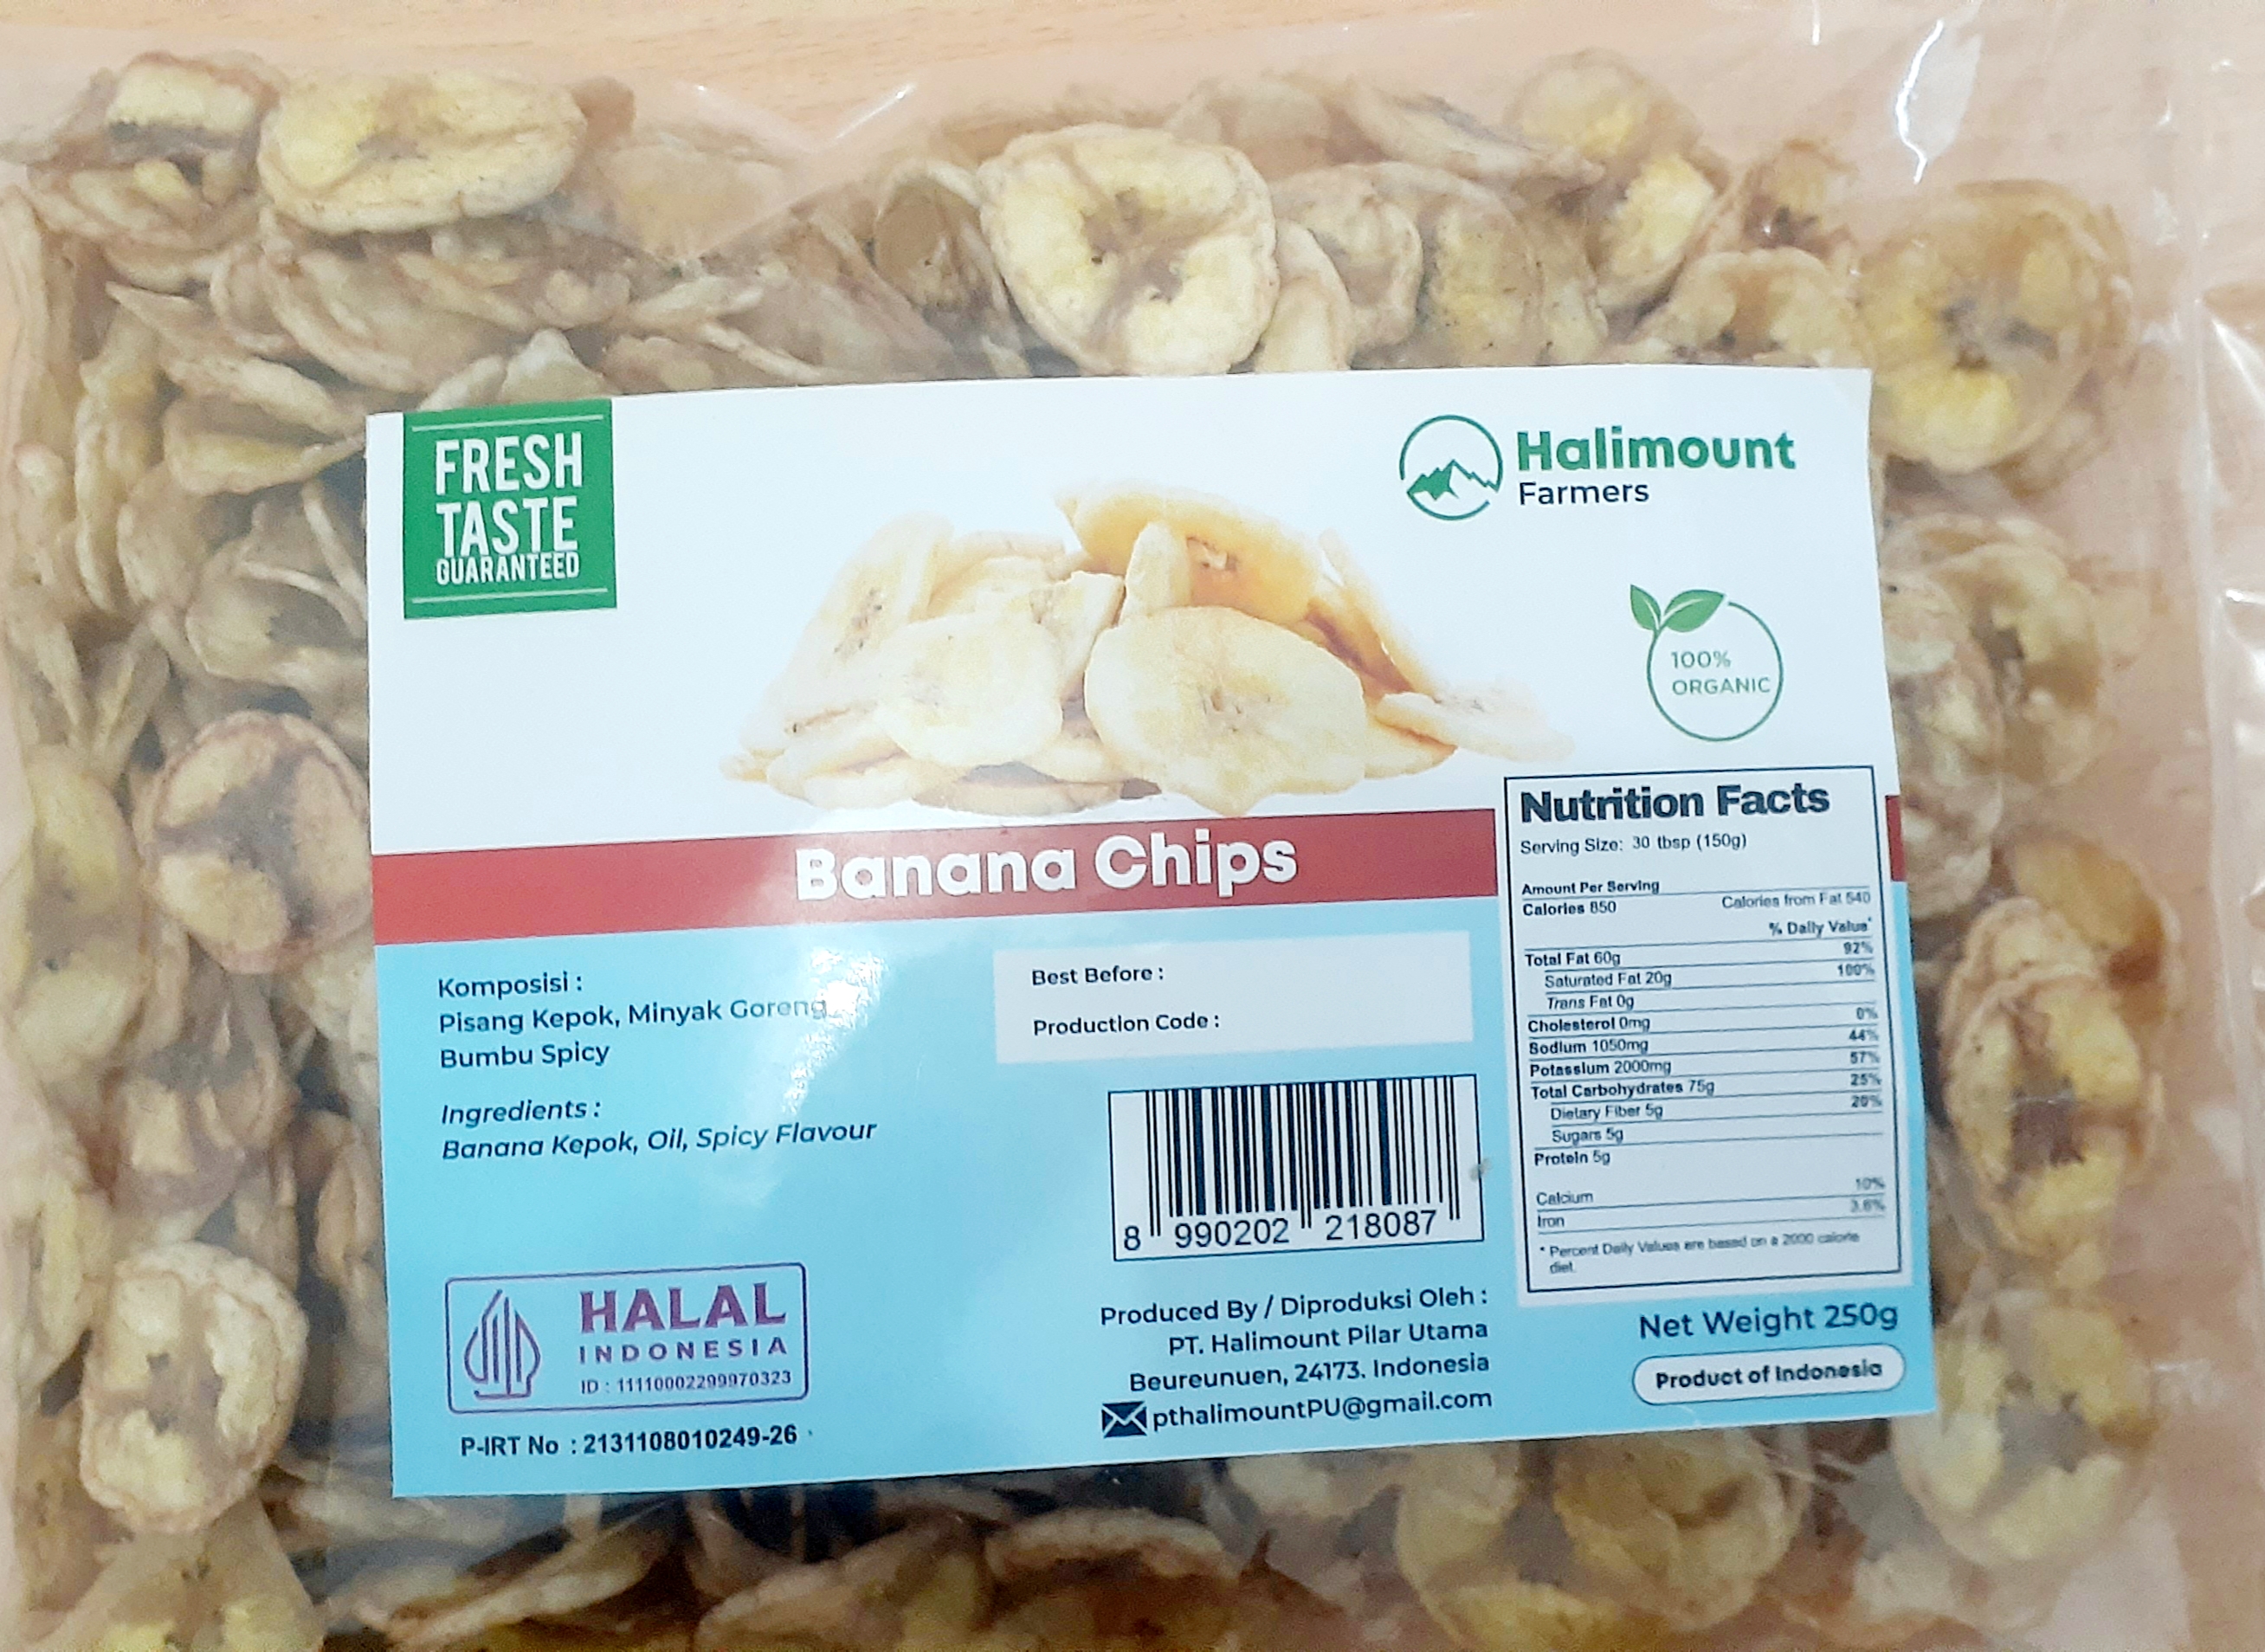 FRESH
TASTE
GUARANTEED
Halimount
Farmers
100%
ORGANIC
Banana Chips
Komposisi :
Pisang Kepok, Minyak Goreng
Bumbu Spicy
Ingredients :
Banana Kepok, Oil, Spicy Flavour
Best Before :
Production Code :
8 990202 218087
HALAL
INDONESIA
ID : 11110002299970323
P-IRT No : 2131108010249-26
Produced By / Diproduksi Oleh :
PT. Halimount Pilar Utama
Beureunuen, 24173. Indonesia
pthalimountPU@gmail.com
Nutrition Facts
Serving Size: 30 tbsp (150g)
Amount Per Serving
Calories 850 Calories from Fat 540
% Daily Value*
Total Fat 60g 92%
Saturated Fat 20g 100%
Trans Fat 0g
Cholesterol 0mg 0%
Sodium 1050mg 44%
Potassium 2000mg 57%
Total Carbohydrates 75g 25%
Dietary Fiber 5g 20%
Sugars 5g
Protein 5g
Calcium 10%
Iron 3.6%
* Percent Daily Values are based on a 2000 calorie
diet.
Net Weight 250g
Product of Indonesia